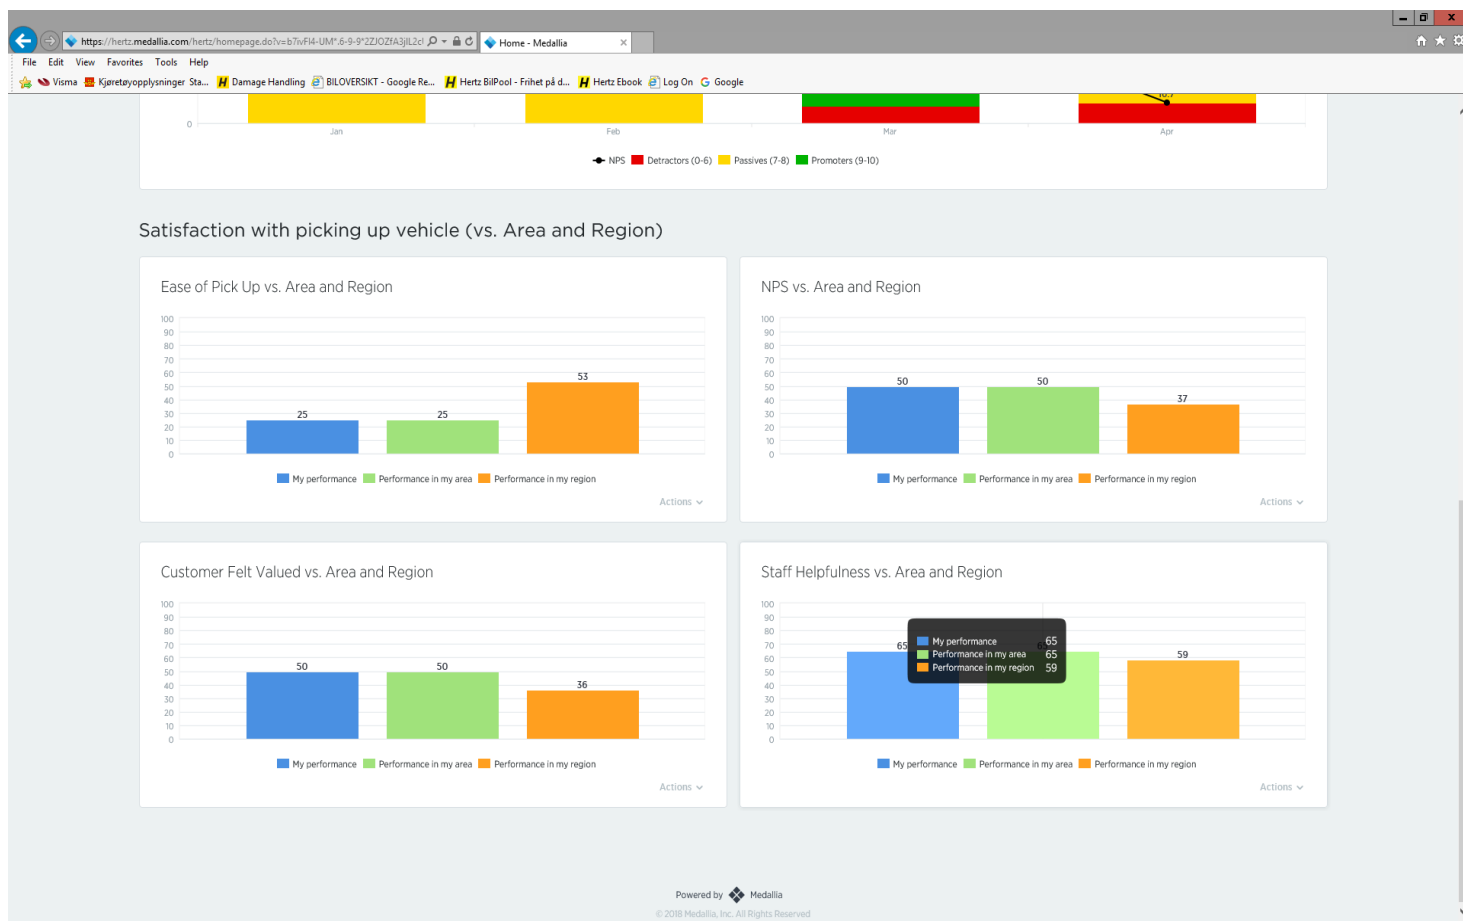 https://hertz.medallia.com/hertz/homepage.do?v=b7ivFI4-UM*.6-9-9*2ZJOZfA3jlL2cl
Home - Medallia
File Edit View Favorites Tools Help
Visma Kjøretøyopplysninger Sta... Damage Handling BILOVERSIKT - Google Re... Hertz BilPool - Frihet på d... Hertz Ebook Log On G Google
0
Jan Feb Mar Apr
NPS Detractors (0-6) Passives (7-8) Promoters (9-10)
Satisfaction with picking up vehicle (vs. Area and Region)
Ease of Pick Up vs. Area and Region
100
90
80
70
60
50
40
30
20
10
0
25 25 53
My performance Performance in my area Performance in my region
Actions
NPS vs. Area and Region
100
90
80
70
60
50
40
30
20
10
0
50 50 37
My performance Performance in my area Performance in my region
Actions
Customer Felt Valued vs. Area and Region
100
90
80
70
60
50
40
30
20
10
0
50 50 36
My performance Performance in my area Performance in my region
Actions
Staff Helpfulness vs. Area and Region
100
90
80
70
60
50
40
30
20
10
0
65 59
My performance 65
Performance in my area 65
Performance in my region 59
My performance Performance in my area Performance in my region
Actions
Powered by Medallia
© 2018 Medallia, Inc. All Rights Reserved